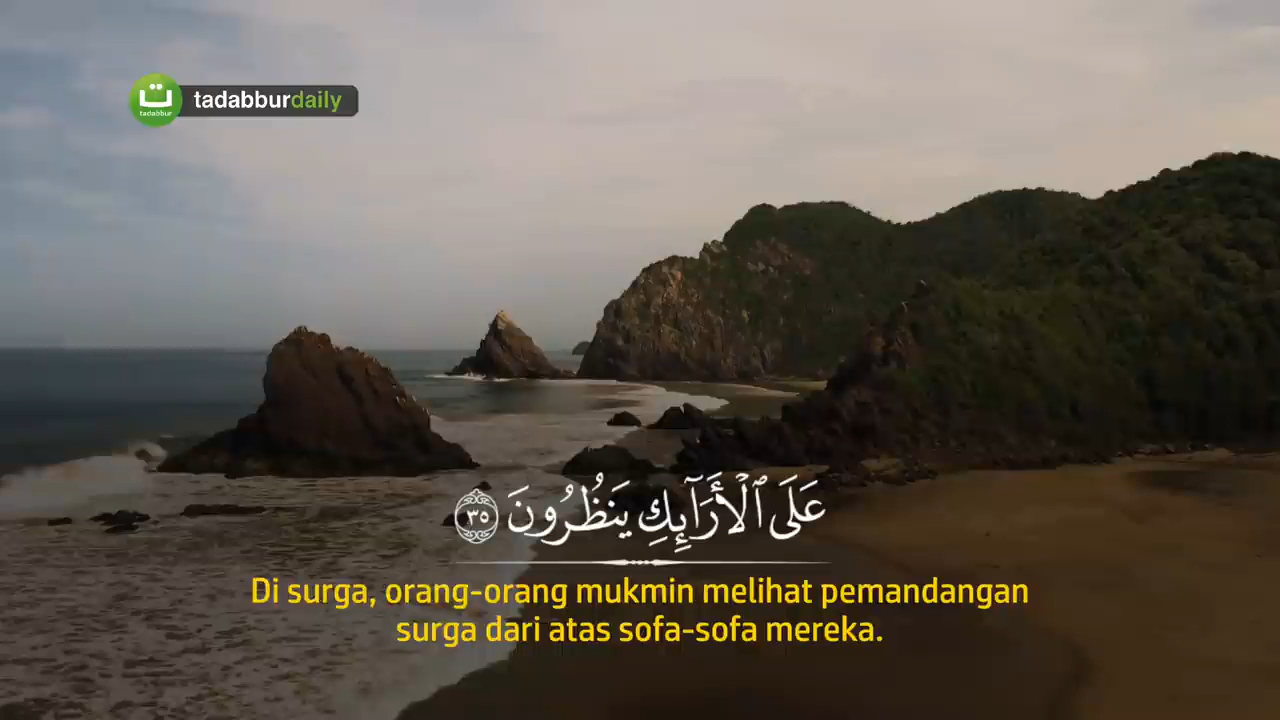 ت
tadabbur
tadabburdaily
عَلَى ٱلْأَرَآئِكِ يَنظُرُونَ ٣٥
Di surga, orang-orang mukmin melihat pemandangan
surga dari atas sofa-sofa mereka.